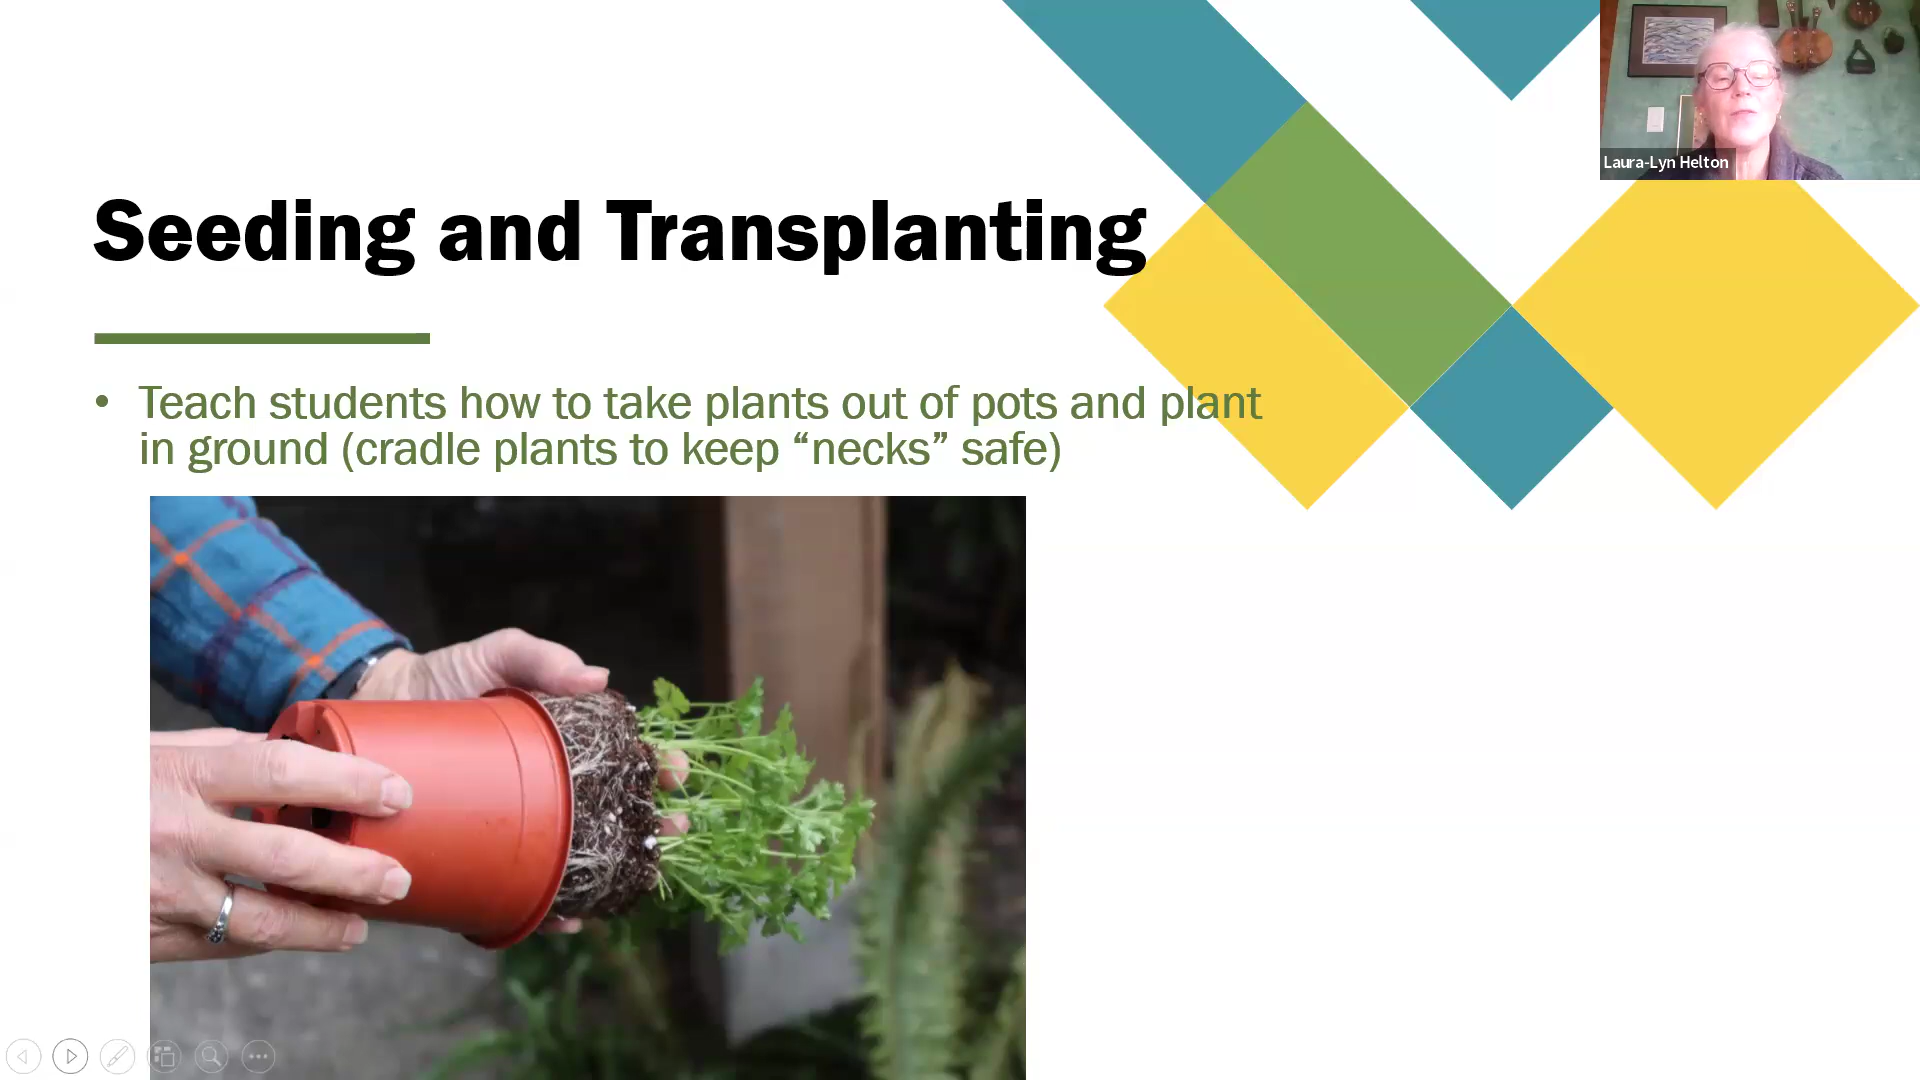 Laura-Lyn Helton
Seeding and Transplanting
• Teach students how to take plants out of pots and plant
in ground (cradle plants to keep “necks” safe)